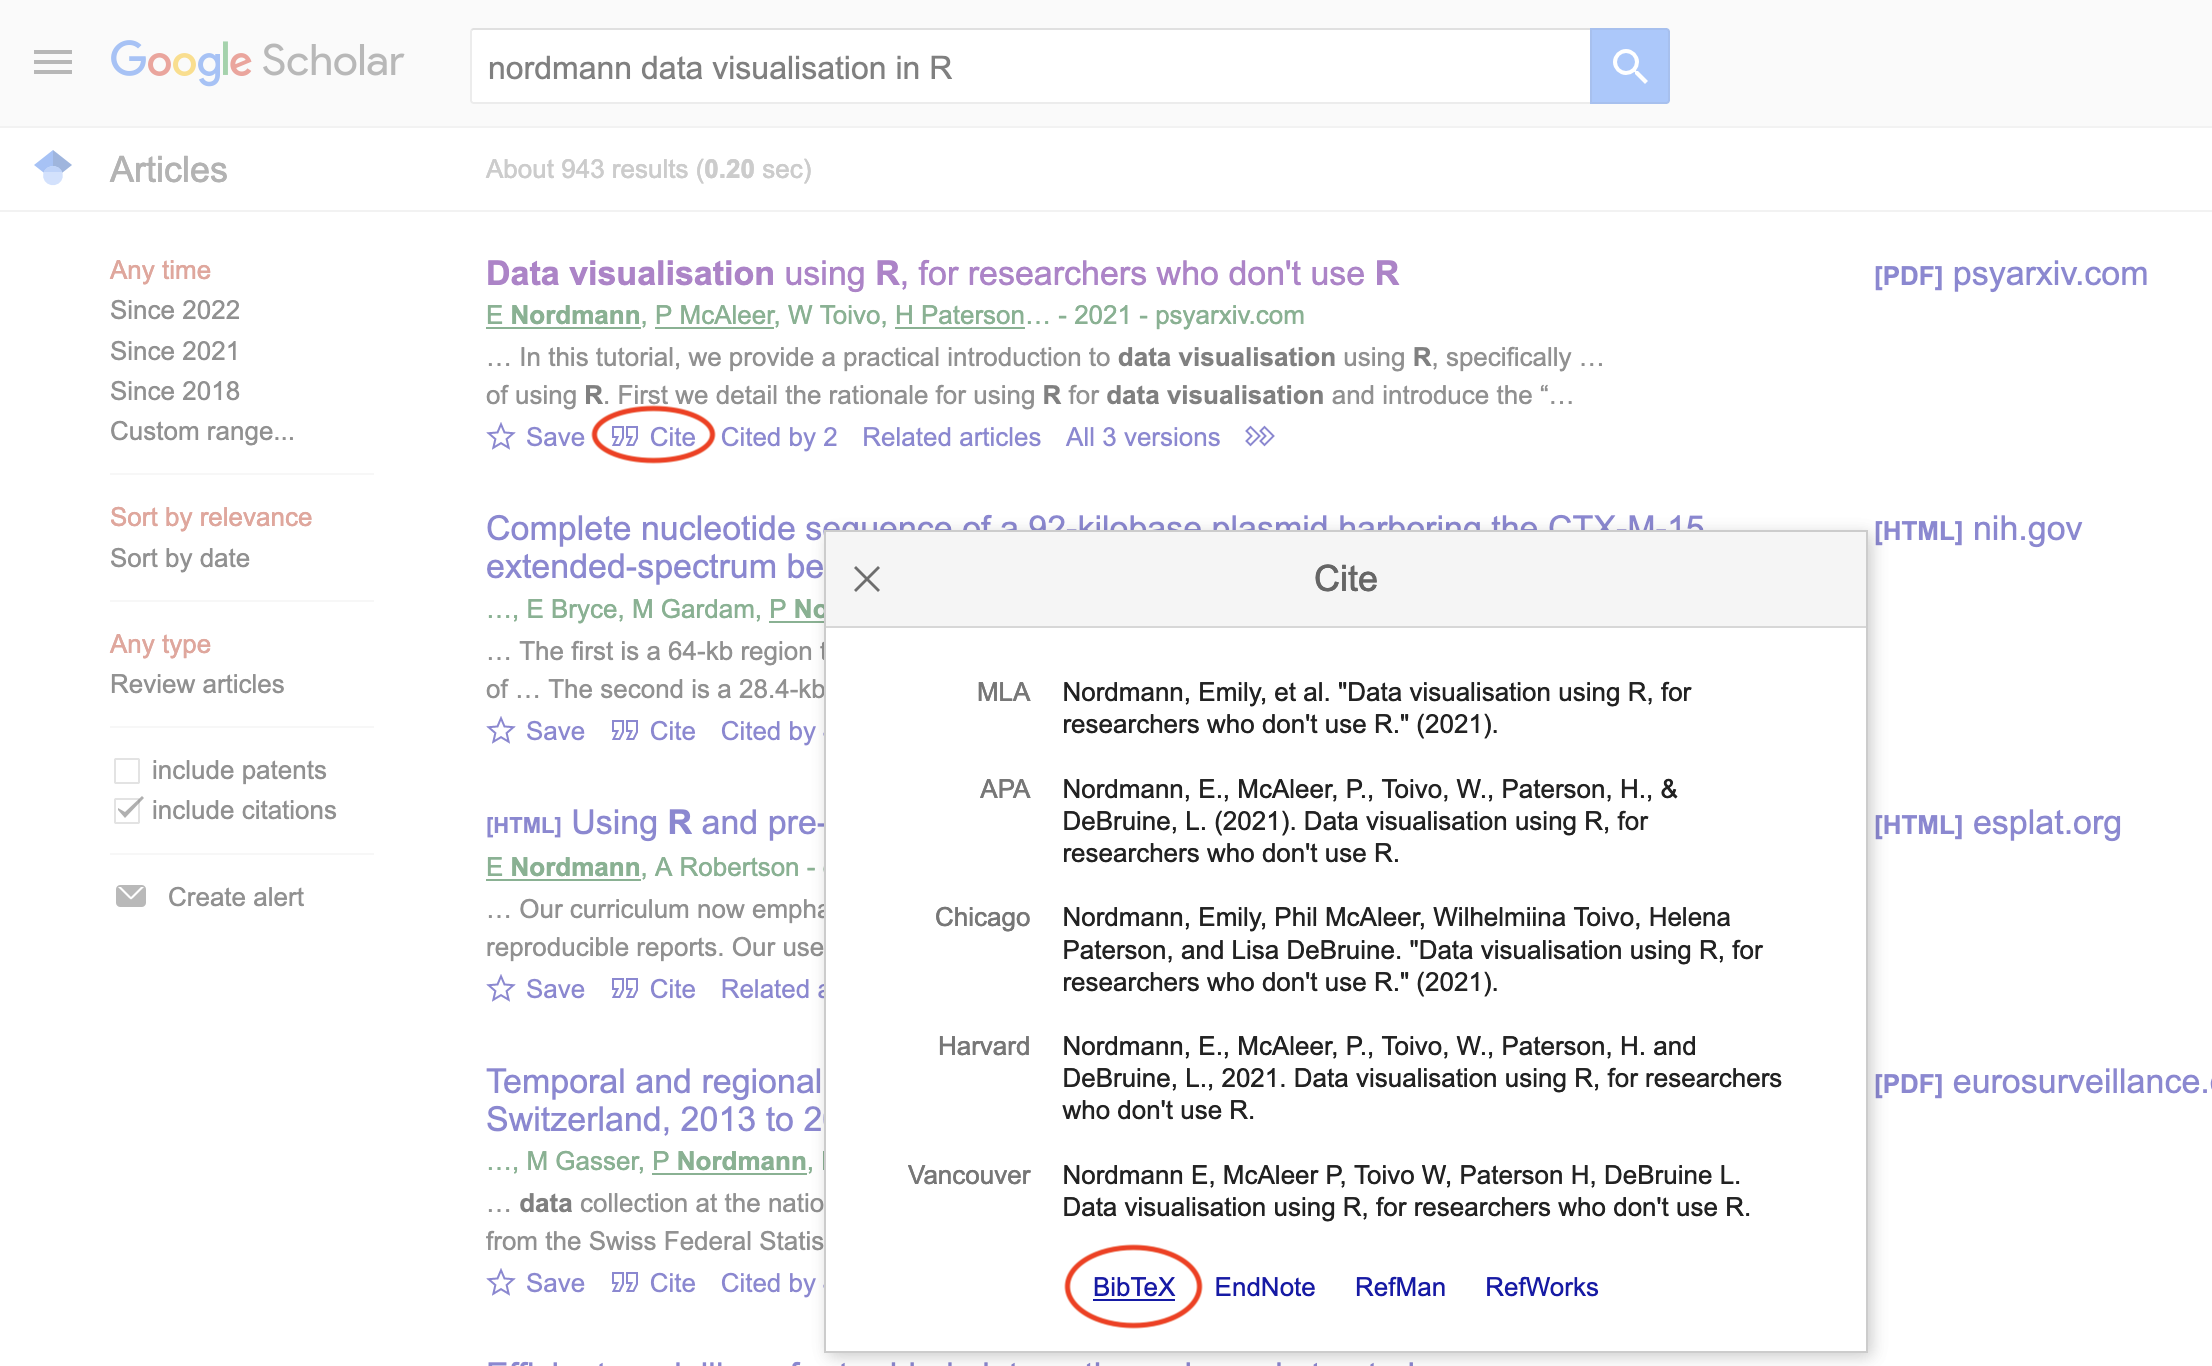 Google Scholar
nordmann data visualisation in R
Articles
About 943 results (0.20 sec)
Any time
Since 2022
Since 2021
Since 2018
Custom range...
Sort by relevance
Sort by date
Any type
Review articles
include patents
include citations
Create alert
Data visualisation using R, for researchers who don't use R
[PDF] psyarxiv.com
E Nordmann, P McAleer, W Toivo, H Paterson… - 2021 - psyarxiv.com
… In this tutorial, we provide a practical introduction to data visualisation using R, specifically …
of using R. First we detail the rationale for using R for data visualisation and introduce the “…
Save Cite Cited by 2 Related articles All 3 versions
Complete nucleotide sequence of a 92-kilobase plasmid harboring the CTX-M-15
[HTML] nih.gov
extended-spectrum be
…, E Bryce, M Gardam, P No
… The first is a 64-kb region
of … The second is a 28.4-kb
Save Cite Cited by
[HTML] Using R and pre-
[HTML] esplat.org
E Nordmann, A Robertson -
… Our curriculum now empha
reproducible reports. Our use
Save Cite Related
Temporal and regional
[PDF] eurosurveillance.
Switzerland, 2013 to 2
…, M Gasser, P Nordmann,
… data collection at the natio
from the Swiss Federal Statis
Save Cite Cited by
Cite
MLA
Nordmann, Emily, et al. "Data visualisation using R, for
researchers who don't use R." (2021).
APA
Nordmann, E., McAleer, P., Toivo, W., Paterson, H., &
DeBruine, L. (2021). Data visualisation using R, for
researchers who don't use R.
Chicago
Nordmann, Emily, Phil McAleer, Wilhelmiina Toivo, Helena
Paterson, and Lisa DeBruine. "Data visualisation using R, for
researchers who don't use R." (2021).
Harvard
Nordmann, E., McAleer, P., Toivo, W., Paterson, H. and
DeBruine, L., 2021. Data visualisation using R, for researchers
who don't use R.
Vancouver
Nordmann E, McAleer P, Toivo W, Paterson H, DeBruine L.
Data visualisation using R, for researchers who don't use R.
BibTeX EndNote RefMan RefWorks